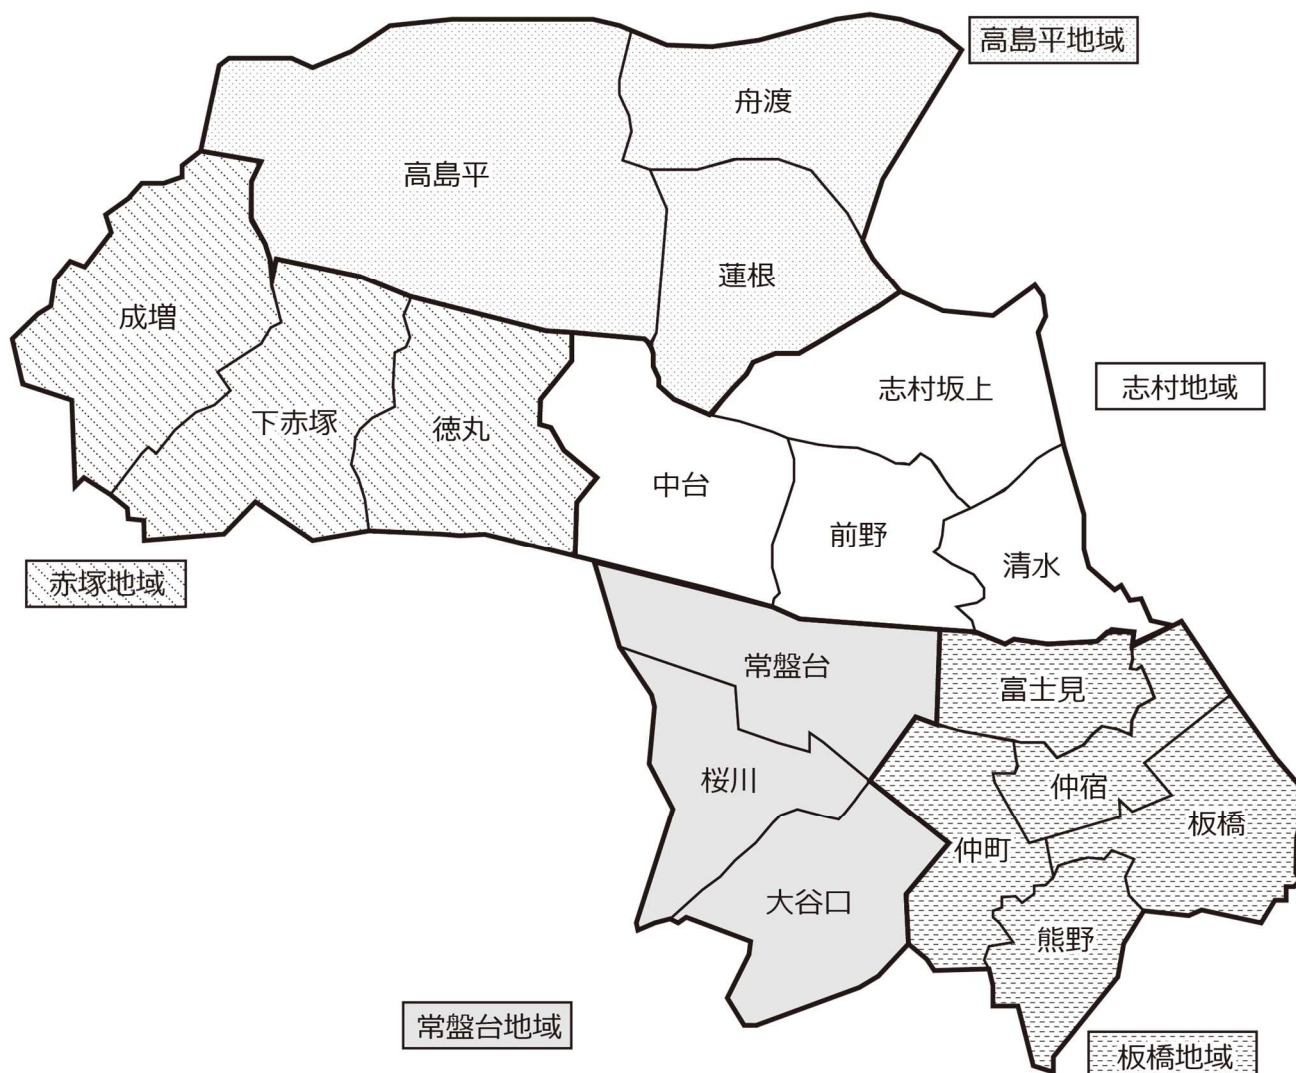 高島平地域
舟渡
高島平
蓮根
成増
志村坂上
志村地域
下赤塚
徳丸
中台
前野
清水
赤塚地域
常盤台
富士見
桜川
仲宿
板橋
仲町
大谷口
熊野
常盤台地域
板橋地域